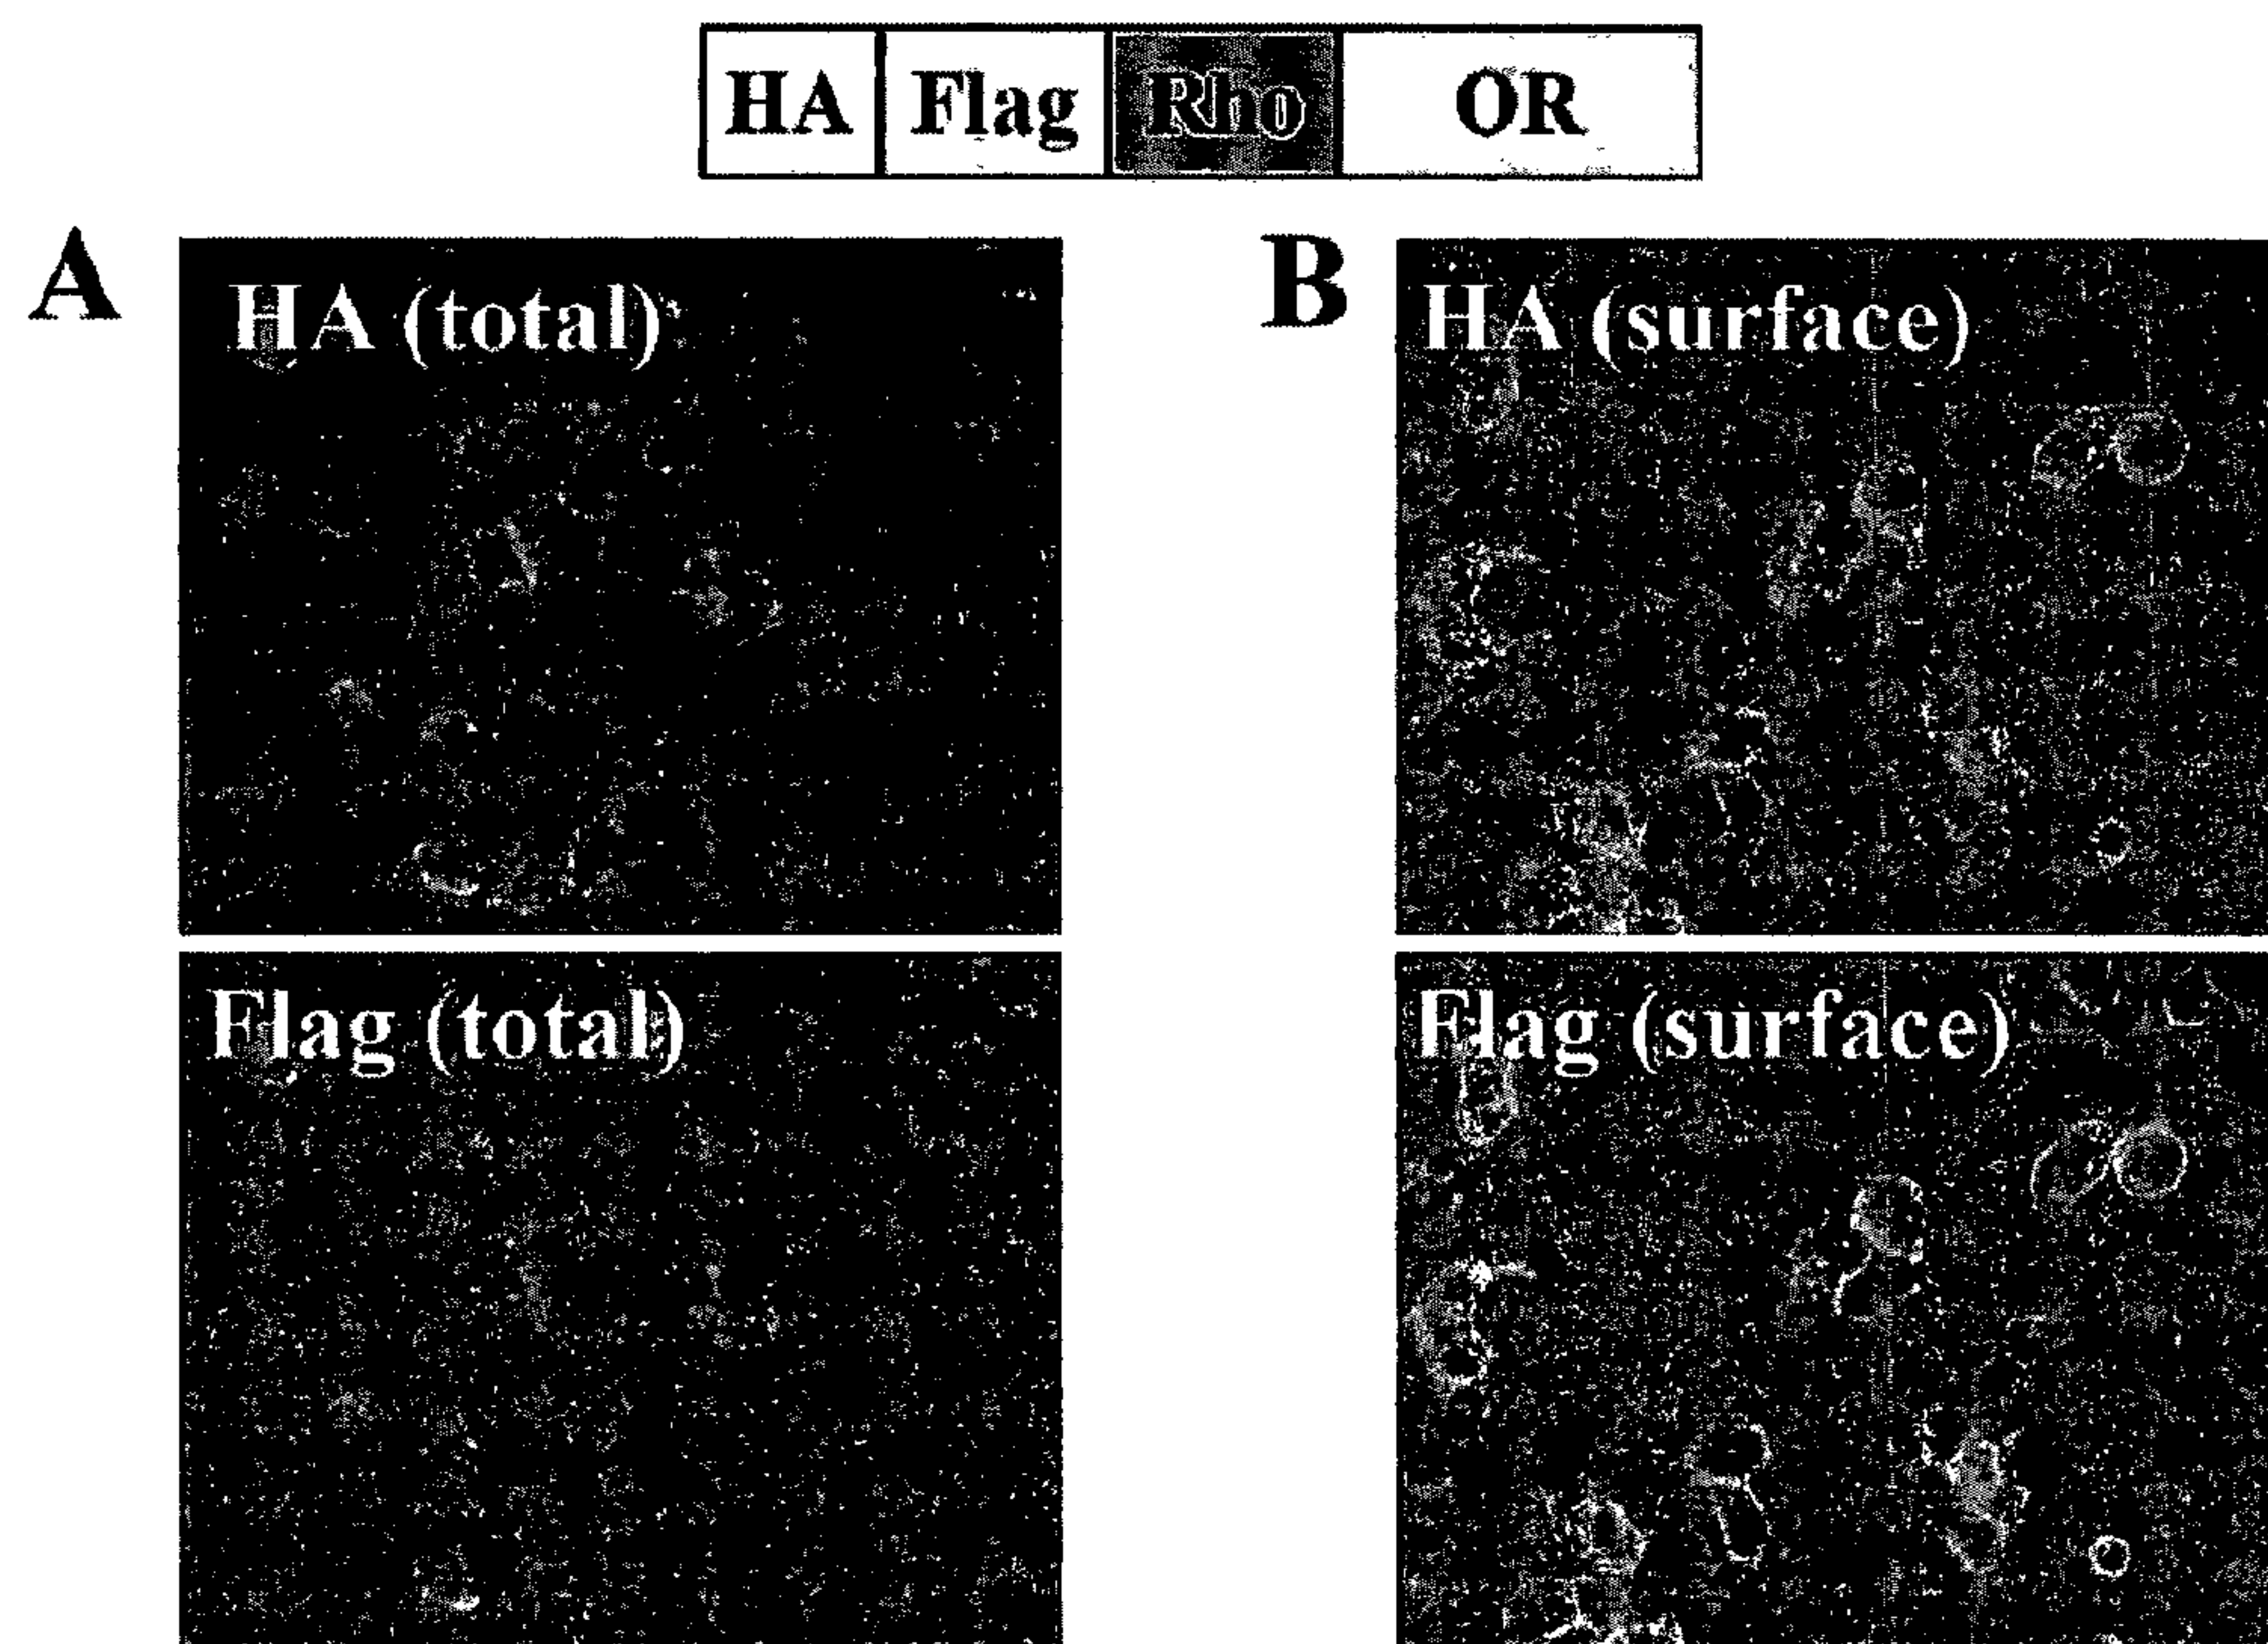 HA Flag Rho OR
A
HA (total)
B
HA (surface)
Flag (total)
Flag (surface)